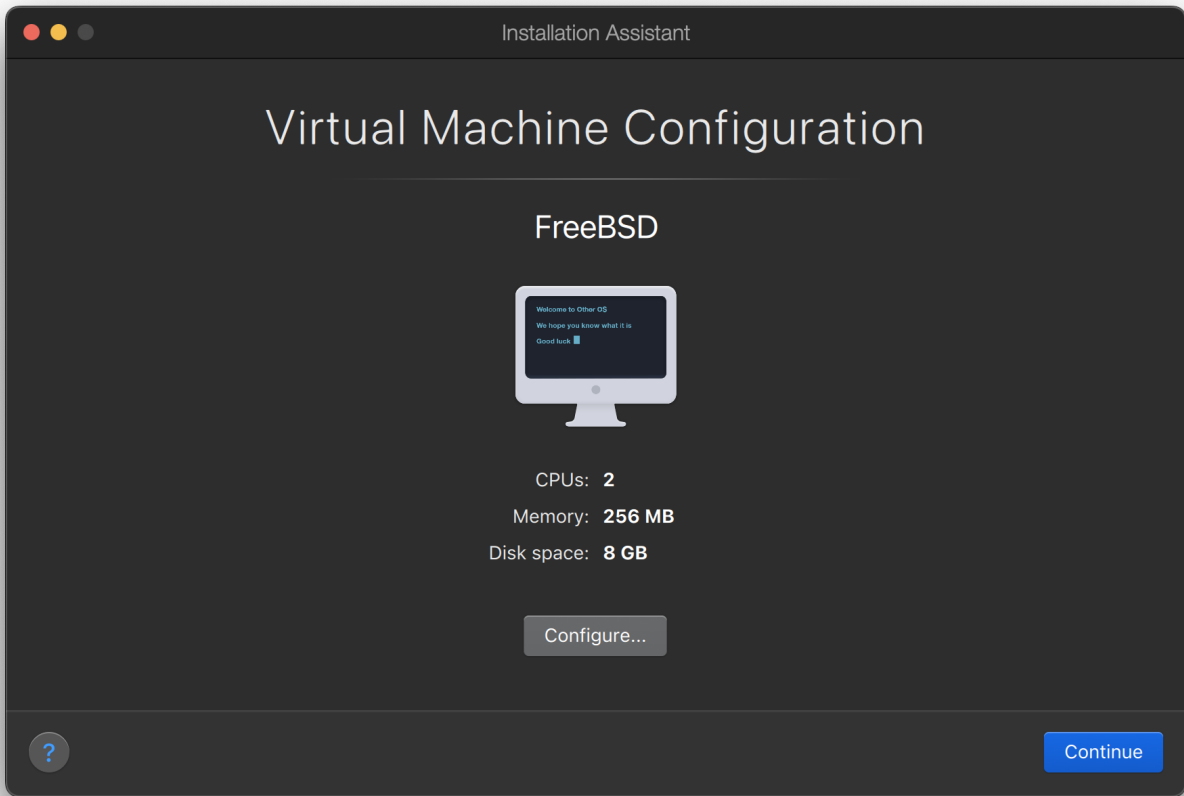 Installation Assistant
Virtual Machine Configuration
FreeBSD
Welcome to Other OS
We hope you know what it is
Good luck
CPUs: 2
Memory: 256 MB
Disk space: 8 GB
Configure...
?
Continue